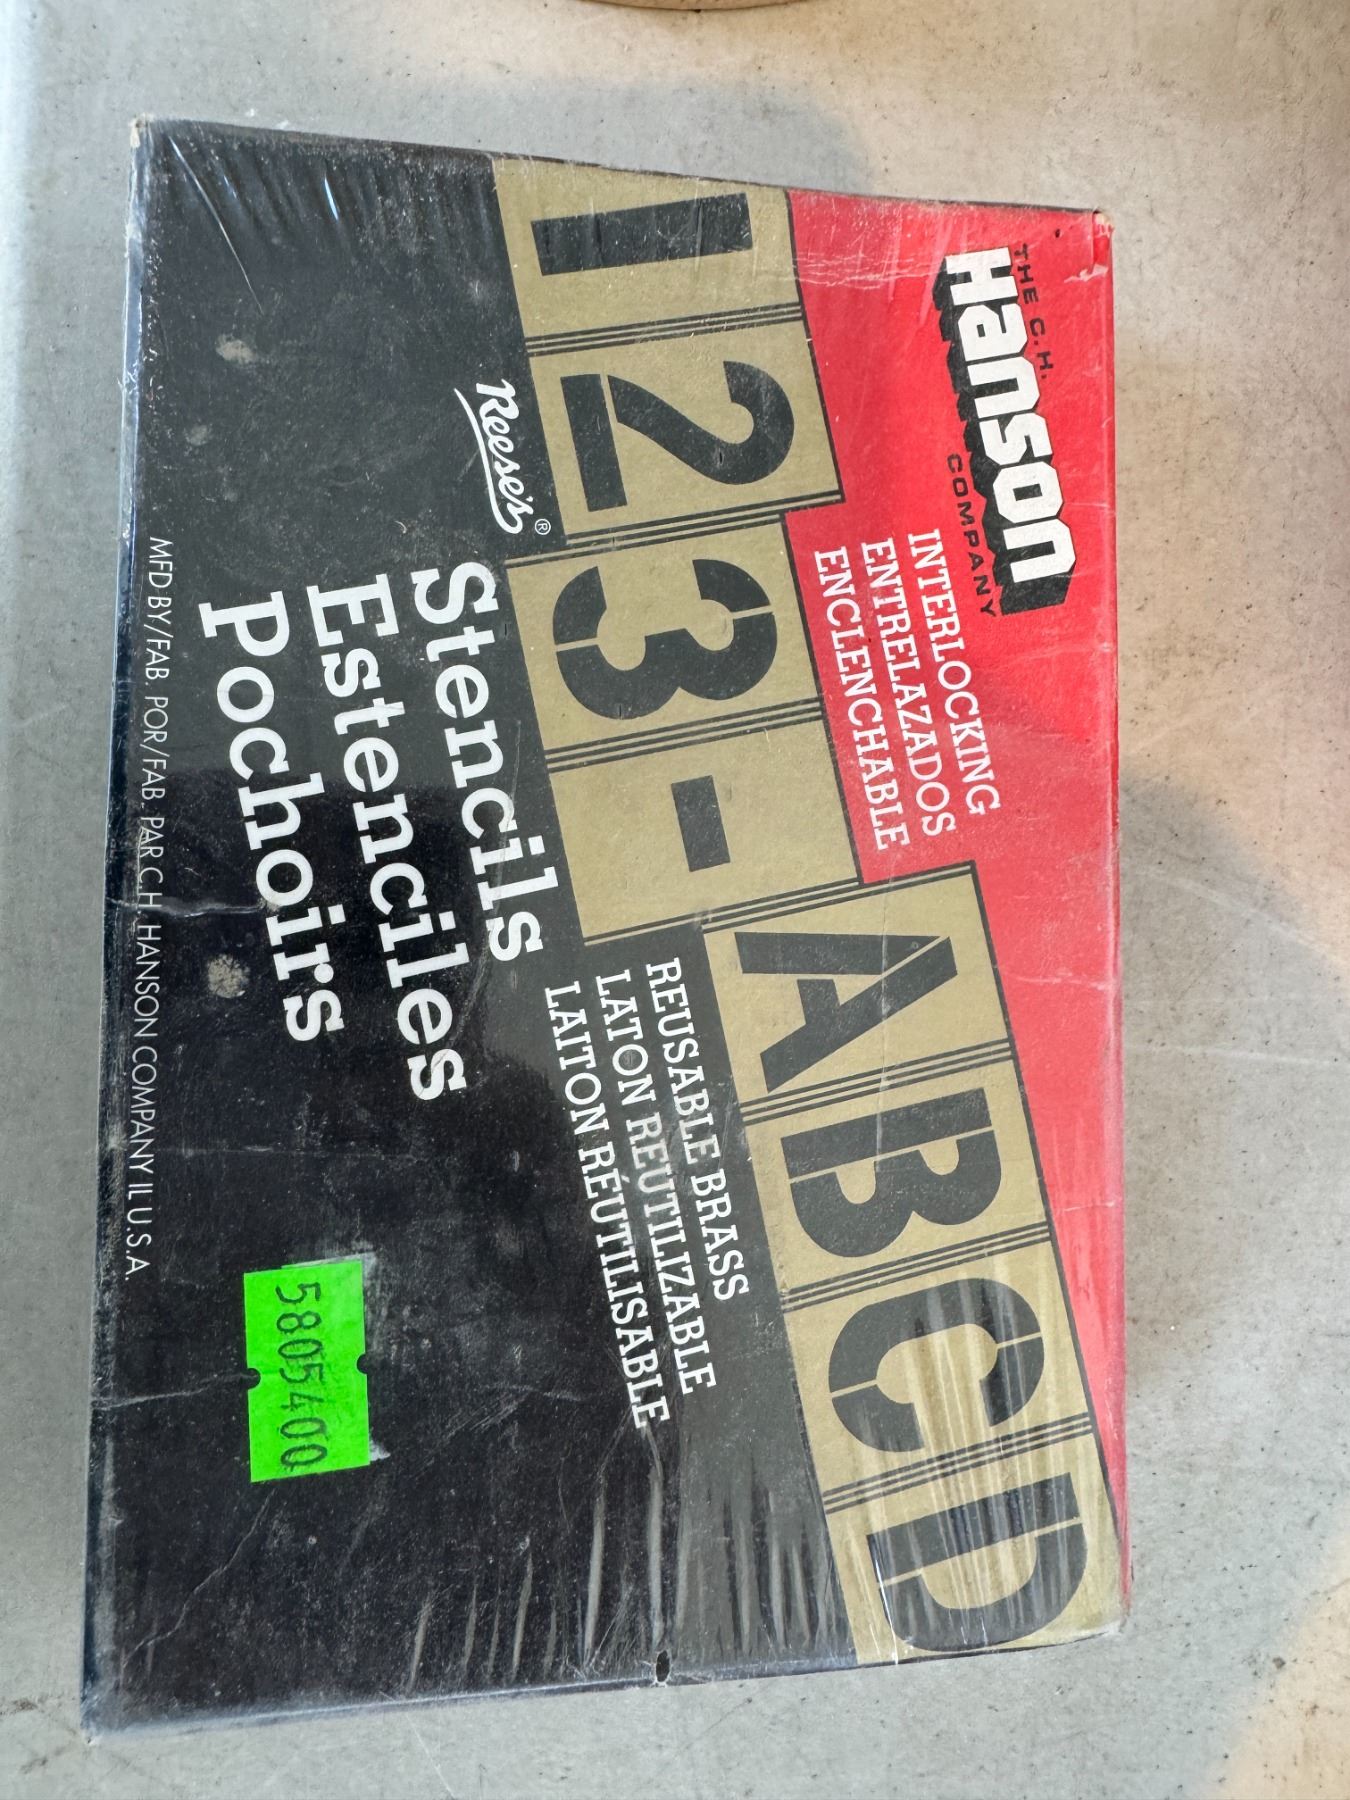 THE C.H.
Hanson
COMPANY
INTERLOCKING
ENTRELAZADOS
ENCLENCHABLE
123-ABCD
Reese's®
REUSABLE BRASS
LATON REUTILIZABLE
LAITON RÉUTILISABLE
Stencils
Estenciles
Pochoirs
5805400
MFD BY/FAB. POR/FAB. PAR C.H. HANSON COMPANY IL U.S.A.